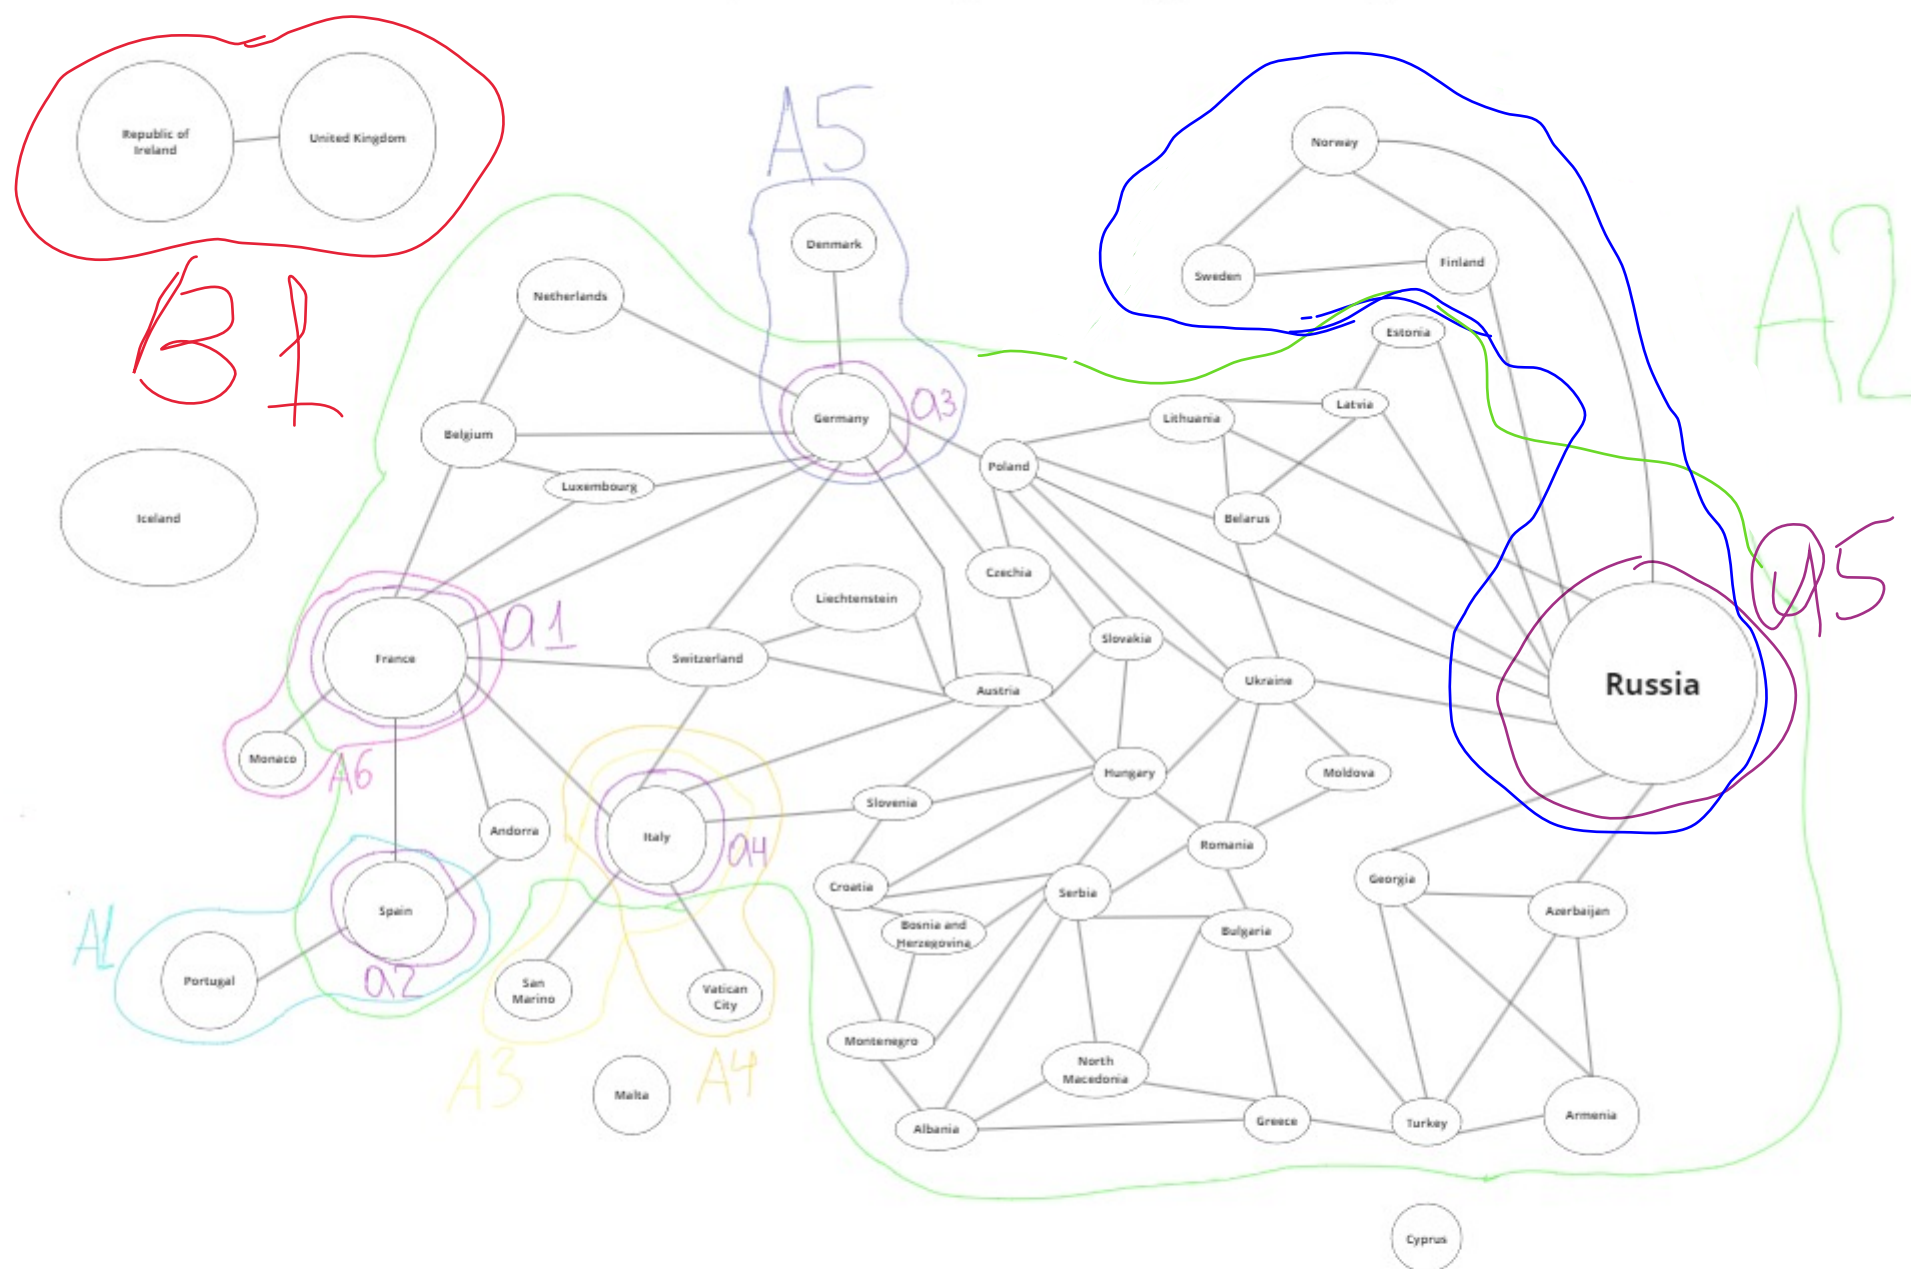 Republic of
Ireland
United Kingdom
A5
Norway
Denmark
Sweden
Finland
A2
Netherlands
B1
Estonia
Germany
a3
Lithuania
Latvia
Belgium
Poland
Luxembourg
Iceland
Belarus
Czechia
a5
Liechtenstein
a1
France
Switzerland
Slovakia
Austria
Ukraine
Russia
Monaco
A6
Hungary
Moldova
Slovenia
Andorra
Italy
a4
Romania
Croatia
Serbia
Georgia
Spain
Azerbaijan
A1
Bosnia and
Herzegovina
Bulgaria
Portugal
a2
San
Marino
Vatican
City
Montenegro
North
Macedonia
A3
A4
Malta
Albania
Greece
Turkey
Armenia
Cyprus